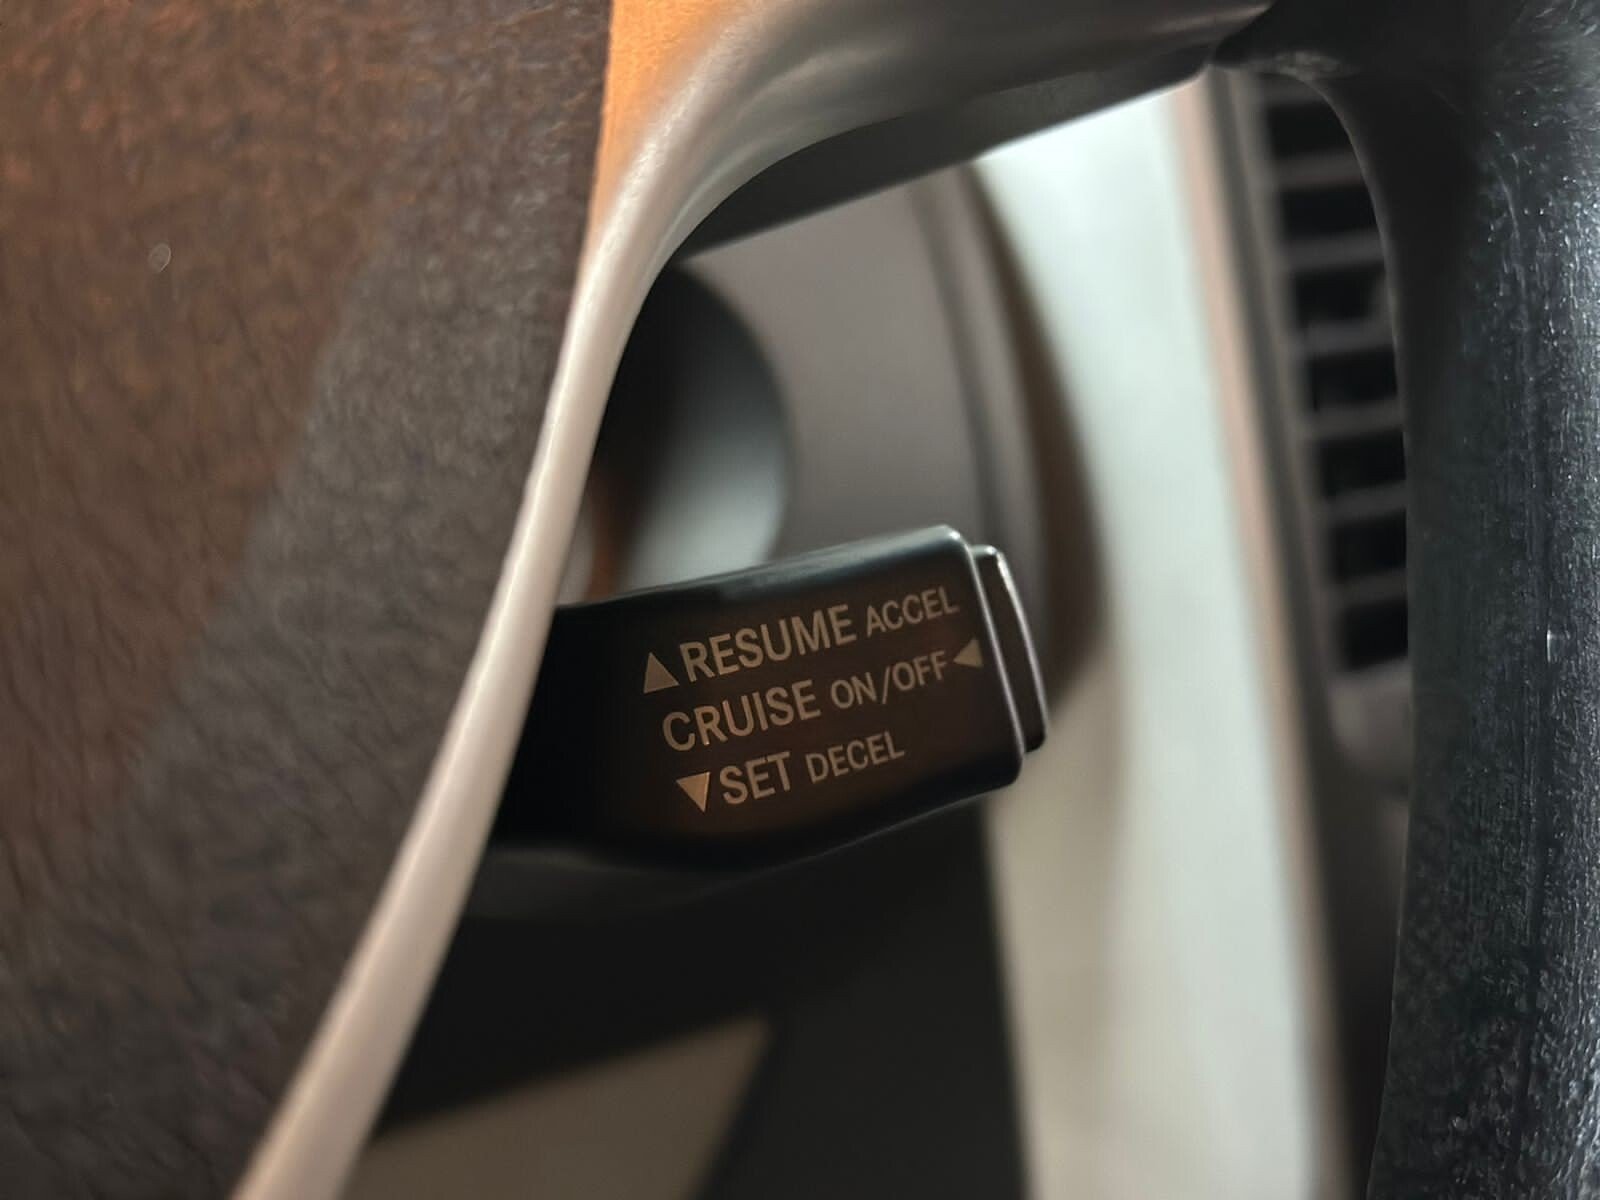 ▲RESUME ACCEL
CRUISE ON/OFF◀
▼SET DECEL